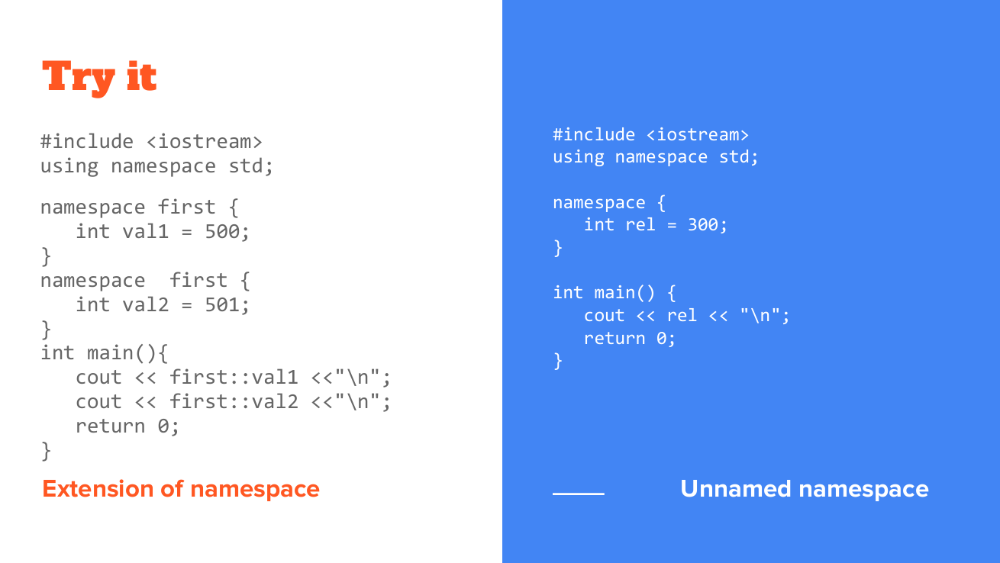 Try it
#include <iostream>
using namespace std;
namespace first {
   int val1 = 500;
}
namespace  first {
   int val2 = 501;
}
int main(){
   cout << first::val1 <<"\n";
   cout << first::val2 <<"\n";
   return 0;
}
Extension of namespace
#include <iostream>
using namespace std;
namespace {
   int rel = 300;
}
int main() {
   cout << rel << "\n";
   return 0;
}
Unnamed namespace